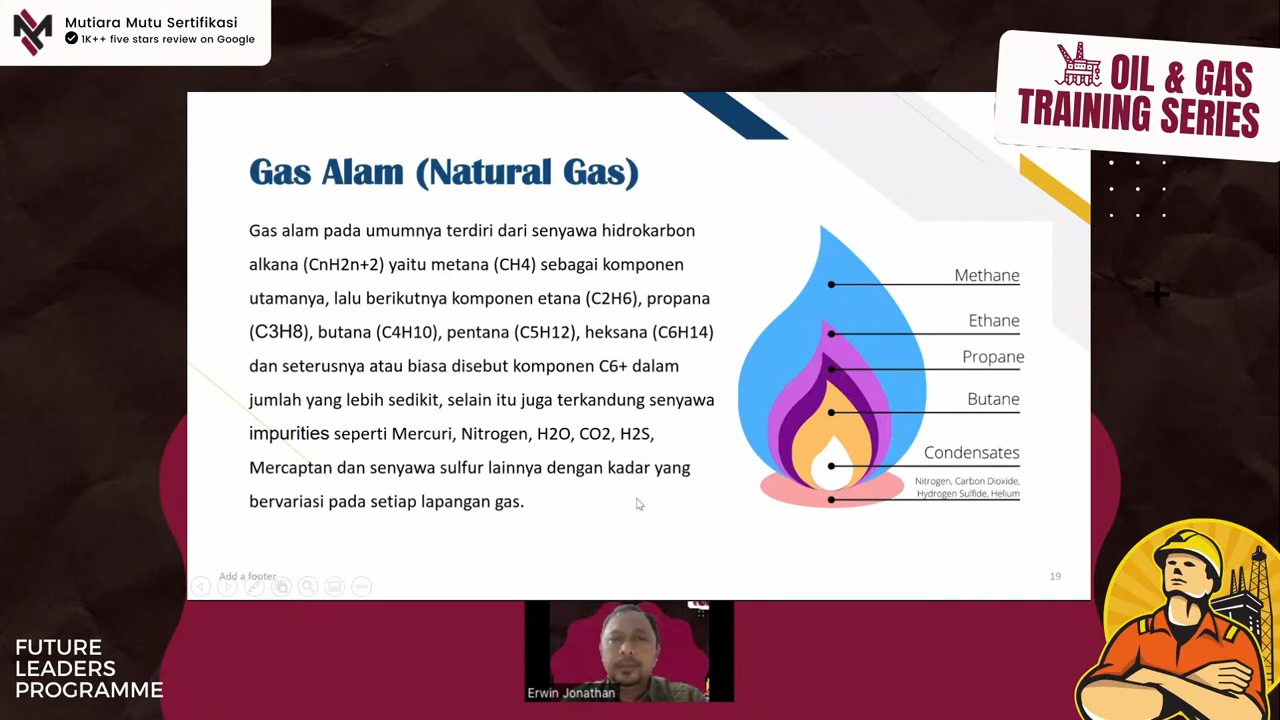 Mutiara Mutu Sertifikasi
1K++ five stars review on Google
OIL & GAS
TRAINING SERIES
Gas Alam (Natural Gas)
Gas alam pada umumnya terdiri dari senyawa hidrokarbon
alkana (CnH2n+2) yaitu metana (CH4) sebagai komponen
utamanya, lalu berikutnya komponen etana (C2H6), propana
(C3H8), butana (C4H10), pentana (C5H12), heksana (C6H14)
dan seterusnya atau biasa disebut komponen C6+ dalam
jumlah yang lebih sedikit, selain itu juga terkandung senyawa
impurities seperti Mercuri, Nitrogen, H2O, CO2, H2S,
Mercaptan dan senyawa sulfur lainnya dengan kadar yang
bervariasi pada setiap lapangan gas.
Methane
Ethane
Propane
Butane
Condensates
Nitrogen, Carbon Dioxide,
Hydrogen Sulfide, Helium
Add a footer
19
Erwin Jonathan
FUTURE
LEADERS
PROGRAMME